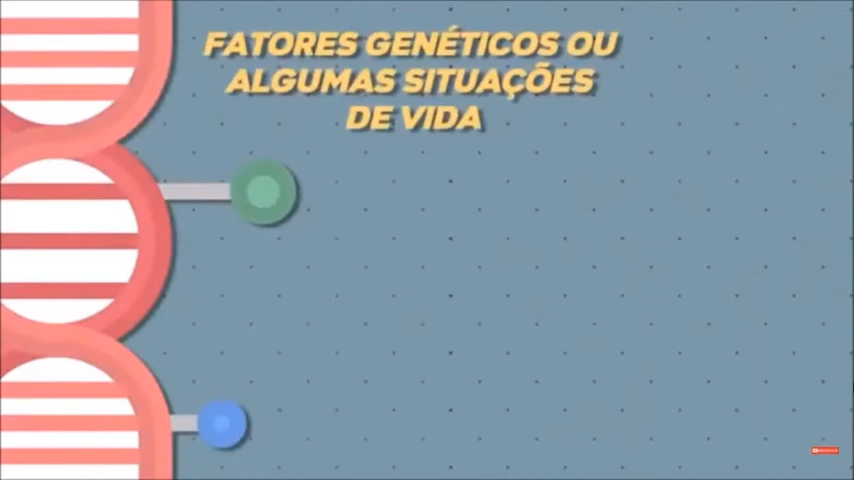 FATORES GENÉTICOS OU
ALGUMAS SITUAÇÕES
DE VIDA